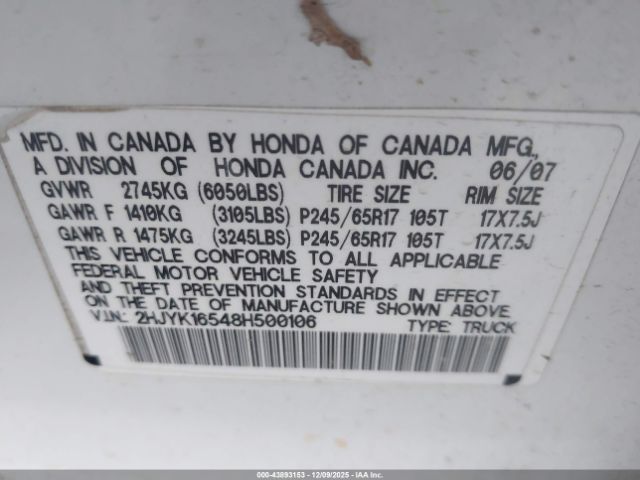 MFD. IN CANADA BY HONDA OF CANADA MFG.,
A DIVISION OF HONDA CANADA INC. 06/07
GVWR 2745KG (6050LBS) TIRE SIZE RIM SIZE
GAWR F 1410KG (3105LBS) P245/65R17 105T 17X7.5J
GAWR R 1475KG (3245LBS) P245/65R17 105T 17X7.5J
THIS VEHICLE CONFORMS TO ALL APPLICABLE
FEDERAL MOTOR VEHICLE SAFETY
AND THEFT PREVENTION STANDARDS IN EFFECT
ON THE DATE OF MANUFACTURE SHOWN ABOVE.
V.I.N.: 2HJYK16548H500106 TYPE: TRUCK
000-43893153 - 12/09/2025 - IAAI.CA